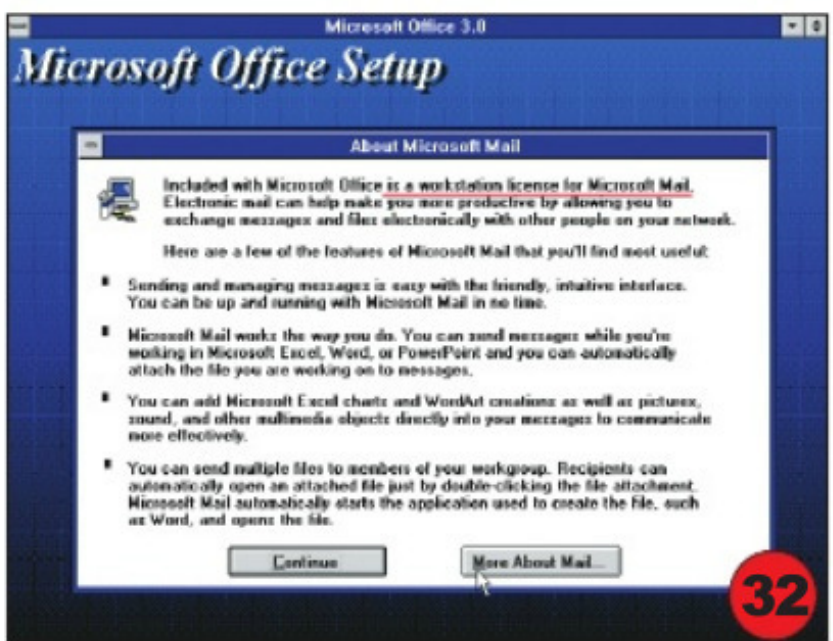 Microsoft Office 3.0
Microsoft Office Setup
About Microsoft Mail
Included with Microsoft Office is a workstation license for Microsoft Mail.
Electronic mail can help make you more productive by allowing you to
exchange messages and files electronically with other people on your network.
Here are a few of the features of Microsoft Mail that you'll find most useful:
Sending and managing messages is easy with the friendly, intuitive interface.
You can be up and running with Microsoft Mail in no time.
Microsoft Mail works the way you do. You can send messages while you're
working in Microsoft Excel, Word, or PowerPoint and you can automatically
attach the file you are working on to messages.
You can add Microsoft Excel charts and WordArt creations as well as pictures,
sound, and other multimedia objects directly into your messages to communicate
more effectively.
You can send multiple files to members of your workgroup. Recipients can
automatically open an attached file just by double-clicking the file attachment.
Microsoft Mail automatically starts the application used to create the file, such
as Word, and opens the file.
Continue
More About Mail...
32